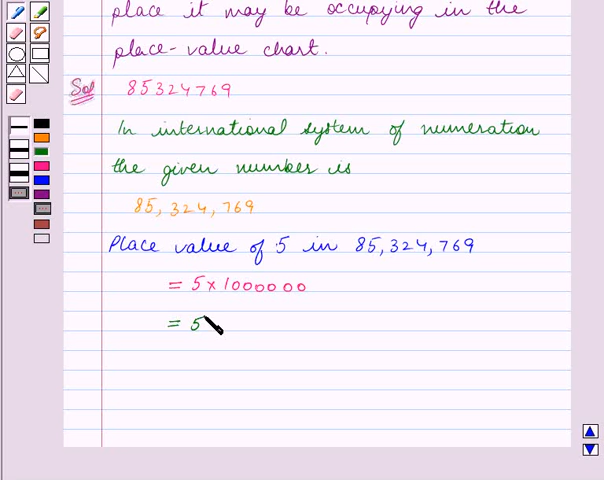 place it may be occupying in the
place-value chart.
Sol 85324769
In international system of numeration
the given number is
85,324,769
Place value of 5 in 85,324,769
= 5×1000000
= 5